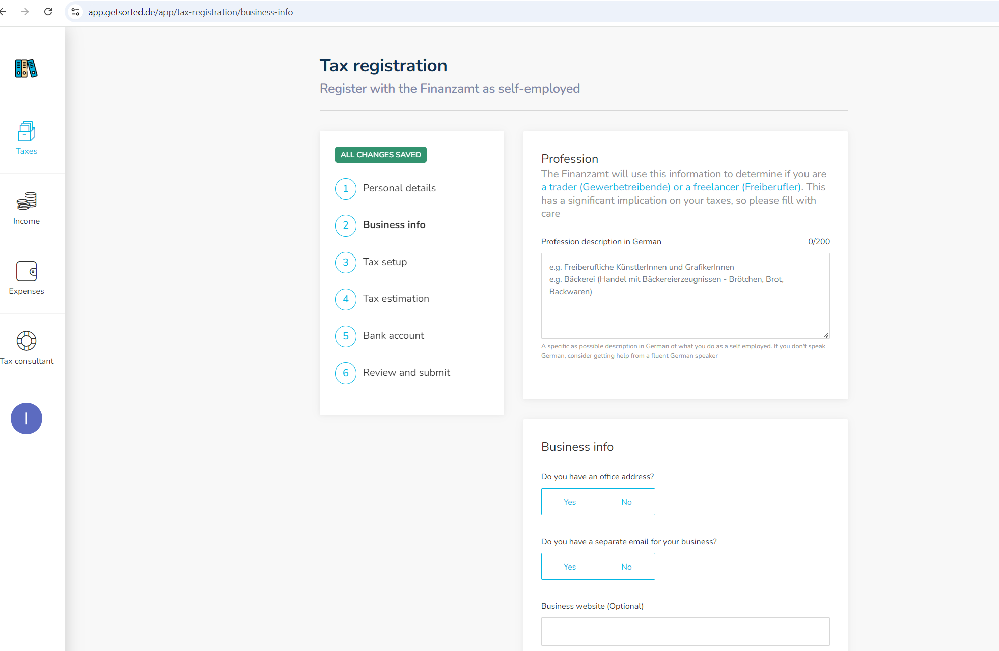 app.getsorted.de/app/tax-registration/business-info
Tax registration
Register with the Finanzamt as self-employed
Taxes
Income
Expenses
Tax consultant
I
ALL CHANGES SAVED
1 Personal details
2 Business info
3 Tax setup
4 Tax estimation
5 Bank account
6 Review and submit
Profession
The Finanzamt will use this information to determine if you are
a trader (Gewerbetreibende) or a freelancer (Freiberufler). This
has a significant implication on your taxes, so please fill with
care
Profession description in German 0/200
e.g. Freiberufliche KünstlerInnen und GrafikerInnen
e.g. Bäckerei (Handel mit Bäckereierzeugnissen - Brötchen, Brot,
Backwaren)
A specific as possible description in German of what you do as a self employed. If you don't speak
German, consider getting help from a fluent German speaker
Business info
Do you have an office address?
Yes No
Do you have a separate email for your business?
Yes No
Business website (Optional)